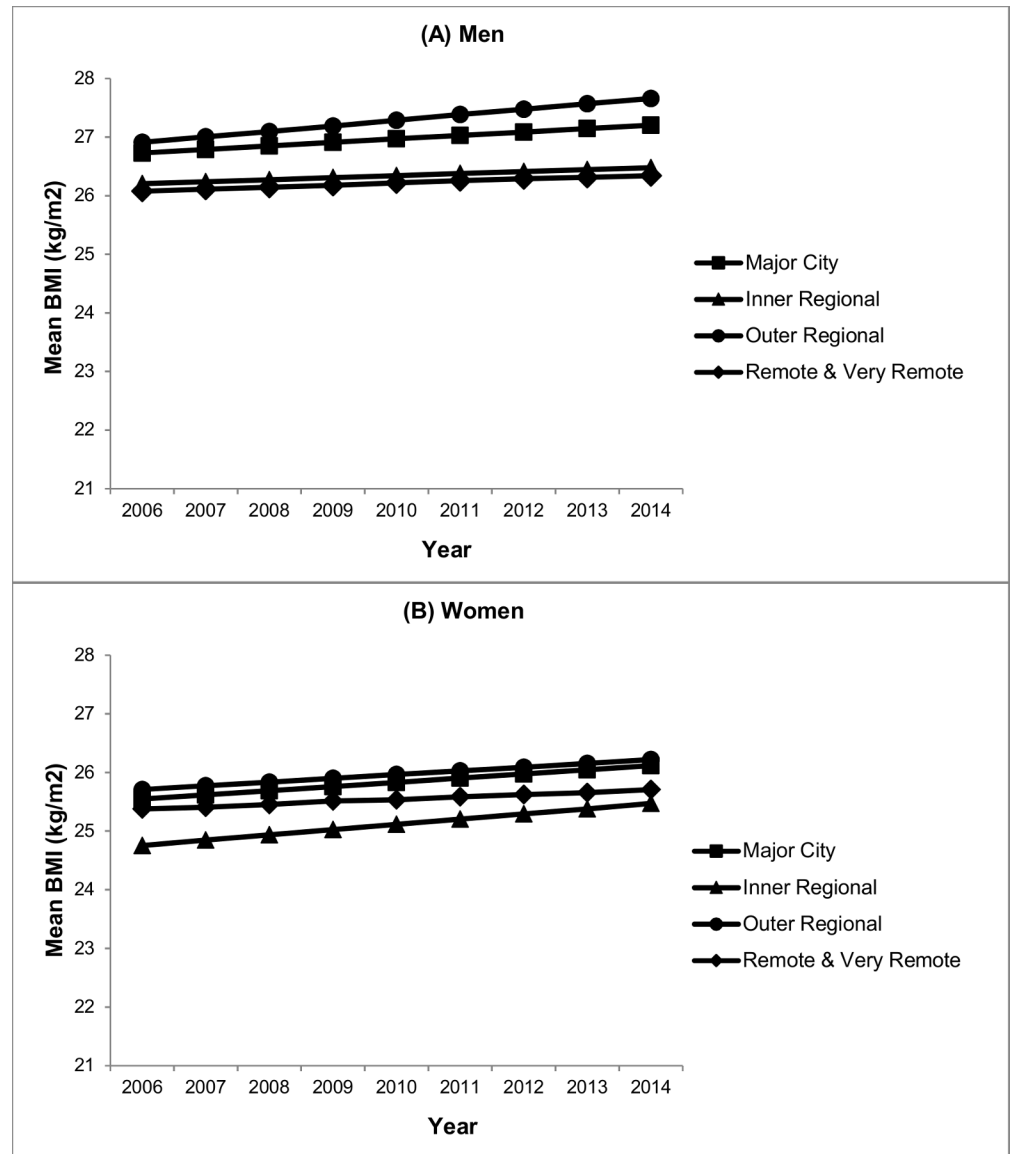 (A) Men
Mean BMI (kg/m2)
28
27
26
25
24
23
22
21
2006 2007 2008 2009 2010 2011 2012 2013 2014
Year
Major City
Inner Regional
Outer Regional
Remote & Very Remote
(B) Women
Mean BMI (kg/m2)
28
27
26
25
24
23
22
21
2006 2007 2008 2009 2010 2011 2012 2013 2014
Year
Major City
Inner Regional
Outer Regional
Remote & Very Remote